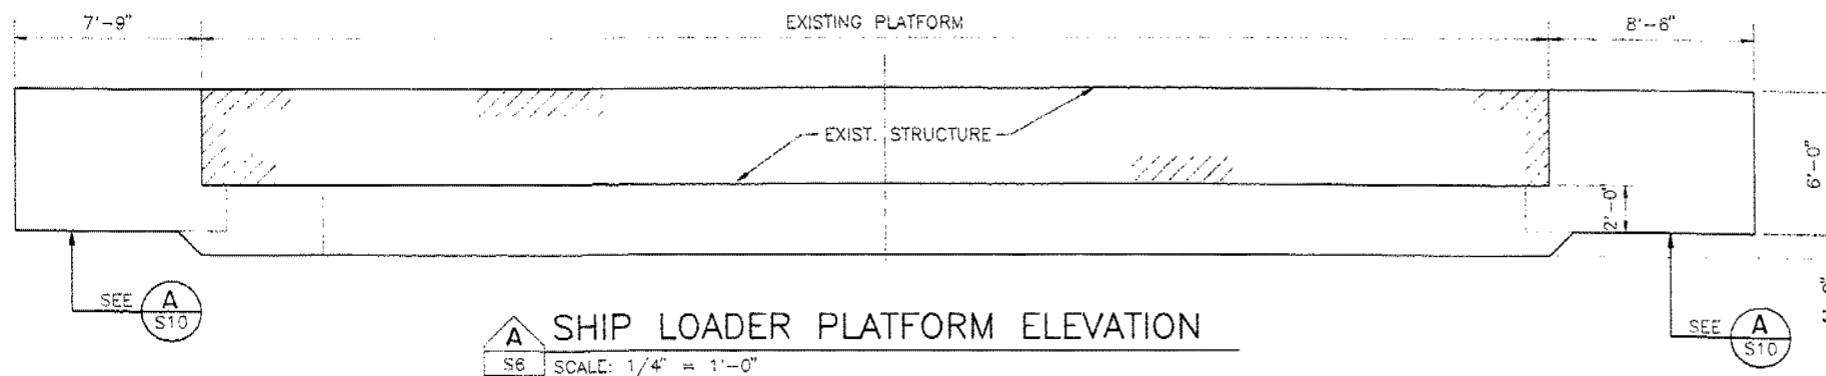 7'-9"
EXISTING PLATFORM
8'-6"
EXIST. STRUCTURE
6'-0"
2'-0"
SEE
A
S10
A
S6
SHIP LOADER PLATFORM ELEVATION
SCALE: 1/4" = 1'-0"
SEE
A
S10